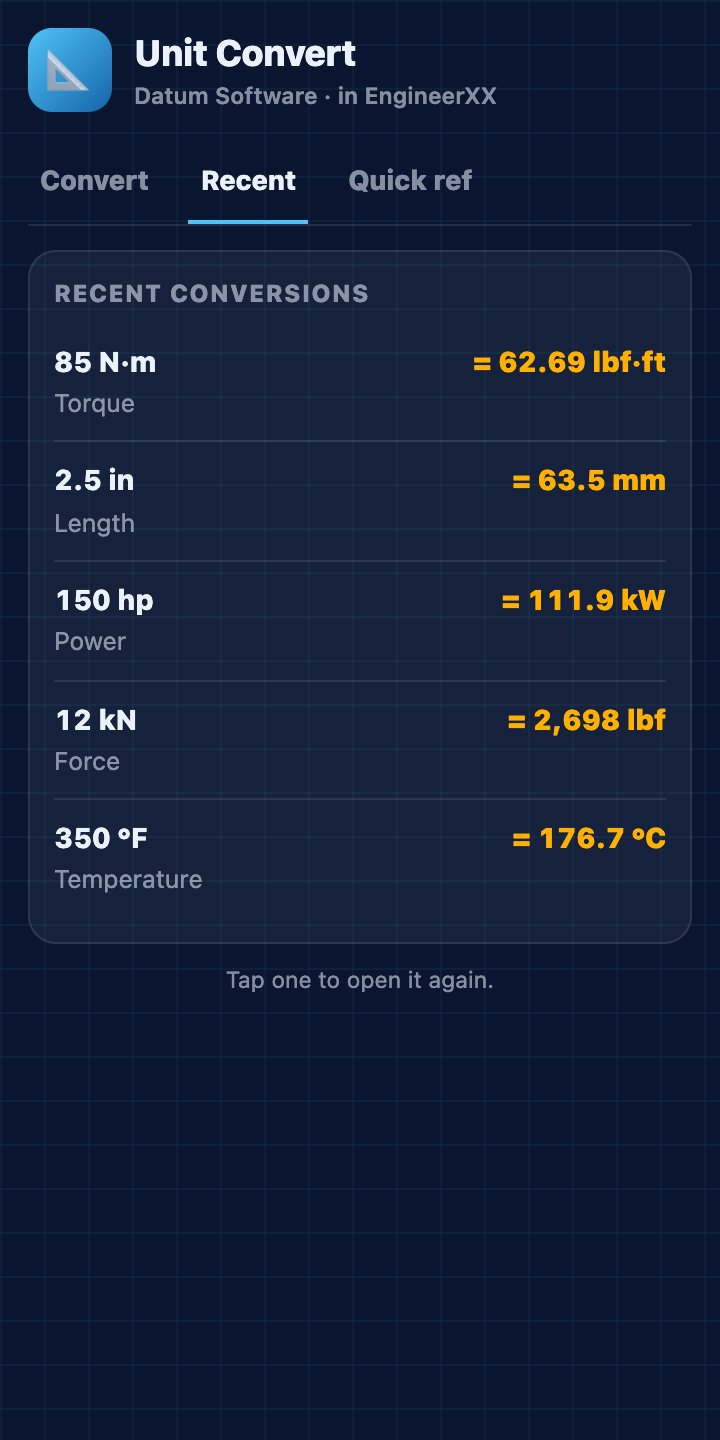 Unit Convert
Datum Software · in EngineerXX
Convert Recent Quick ref
RECENT CONVERSIONS
85 N·m = 62.69 lbf·ft
Torque
2.5 in = 63.5 mm
Length
150 hp = 111.9 kW
Power
12 kN = 2,698 lbf
Force
350 °F = 176.7 °C
Temperature
Tap one to open it again.